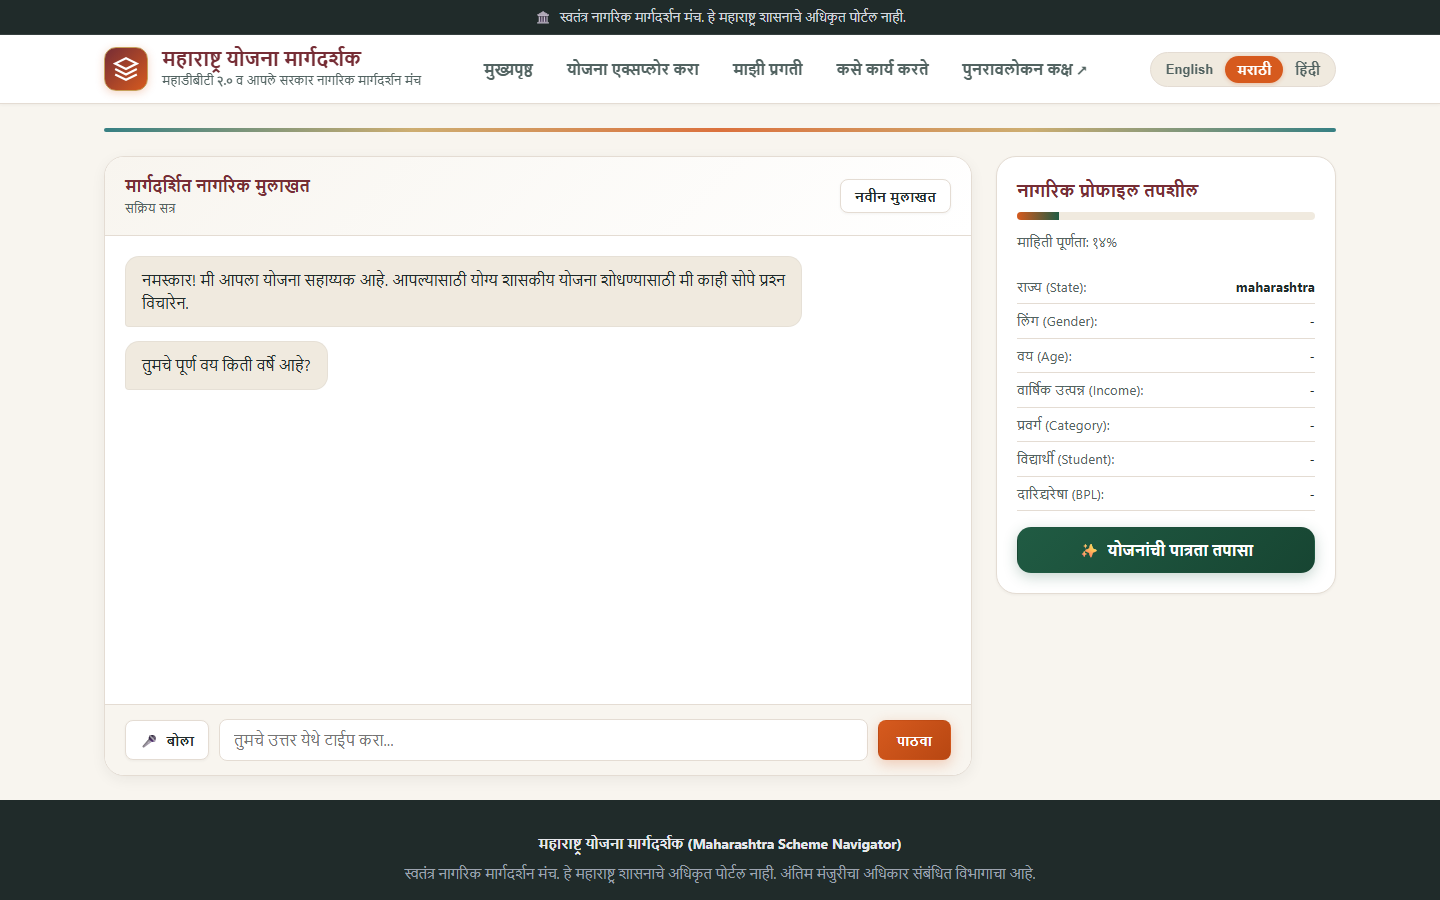 स्वतंत्र नागरिक मार्गदर्शन मंच. हे महाराष्ट्र शासनाचे अधिकृत पोर्टल नाही.
महाराष्ट्र योजना मार्गदर्शक
महाडीबीटी २.० व आपले सरकार नागरिक मार्गदर्शन मंच
मुख्यपृष्ठ
योजना एक्सप्लोर करा
माझी प्रगती
कसे कार्य करते
पुनरावलोकन कक्ष ↗
English
मराठी
हिंदी
मार्गदर्शित नागरिक मुलाखत
सक्रिय सत्र
नवीन मुलाखत
नमस्कार! मी आपला योजना सहाय्यक आहे. आपल्यासाठी योग्य शासकीय योजना शोधण्यासाठी मी काही सोपे प्रश्न
विचारेन.
तुमचे पूर्ण वय किती वर्षे आहे?
बोला
तुमचे उत्तर येथे टाईप करा...
पाठवा
नागरिक प्रोफाइल तपशील
माहिती पूर्णता: १४%
राज्य (State): maharashtra
लिंग (Gender): -
वय (Age): -
वार्षिक उत्पन्न (Income): -
प्रवर्ग (Category): -
विद्यार्थी (Student): -
दारिद्र्यरेषा (BPL): -
✨ योजनांची पात्रता तपासा
महाराष्ट्र योजना मार्गदर्शक (Maharashtra Scheme Navigator)
स्वतंत्र नागरिक मार्गदर्शन मंच. हे महाराष्ट्र शासनाचे अधिकृत पोर्टल नाही. अंतिम मंजुरीचा अधिकार संबंधित विभागाचा आहे.